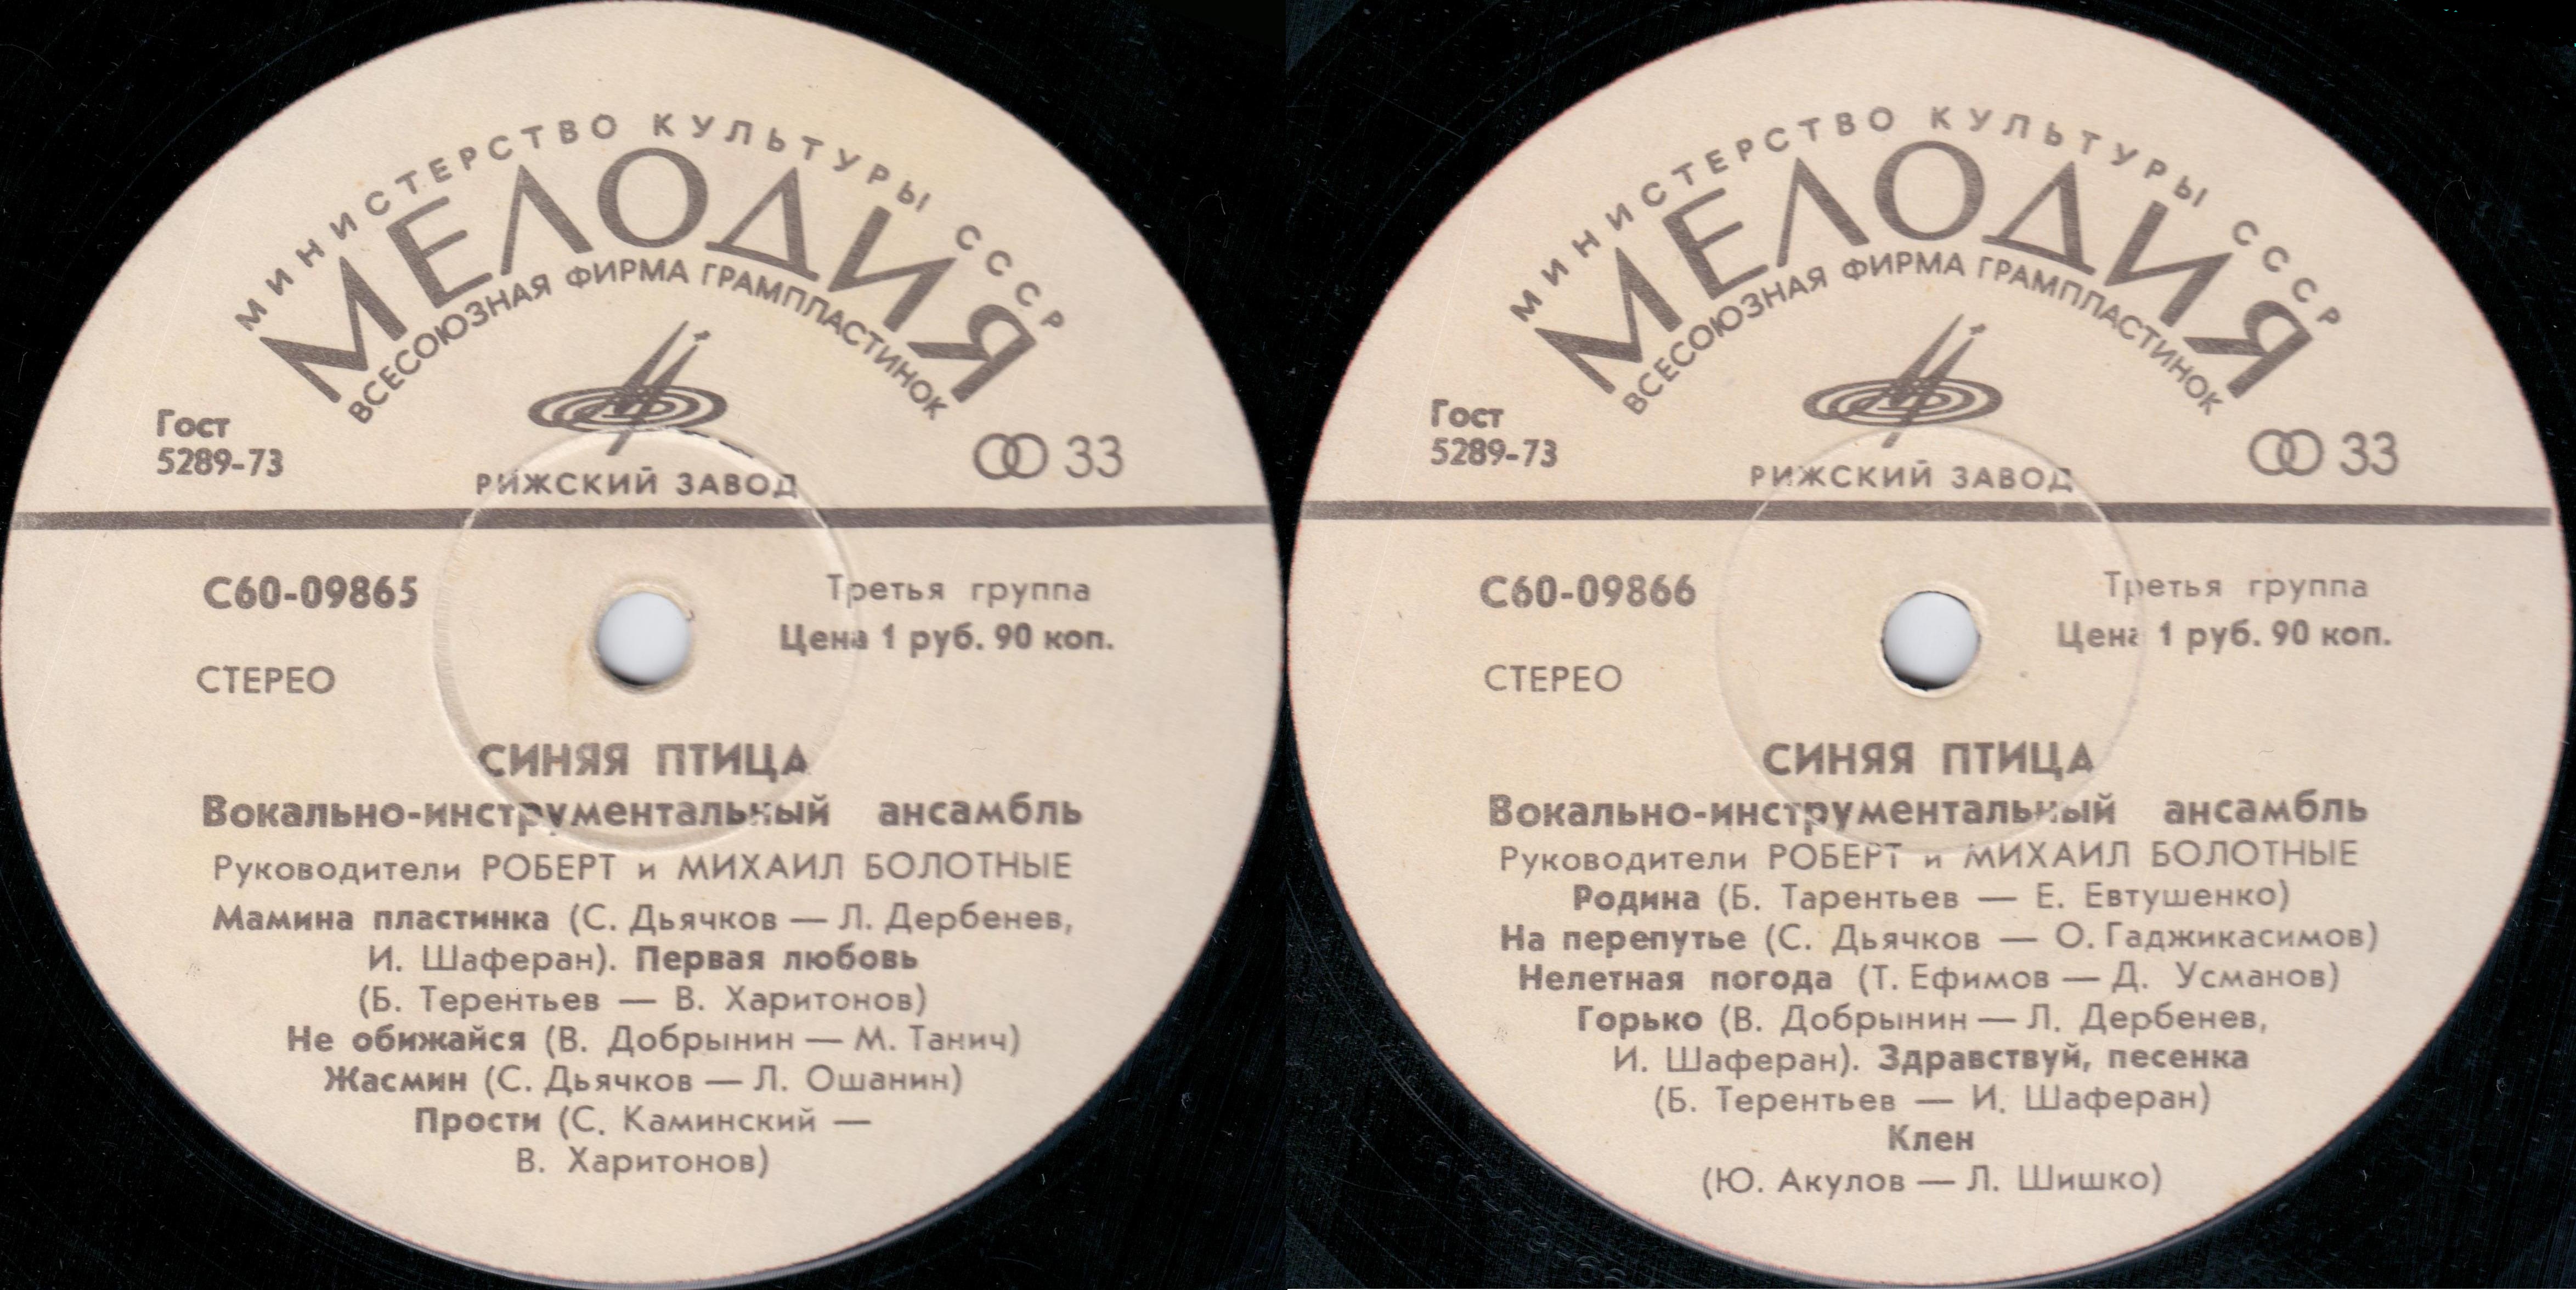 МИНИСТЕРСТВО КУЛЬТУРЫ СССР
МЕЛОДИЯ
ВСЕСОЮЗНАЯ ФИРМА ГРАМПЛАСТИНОК
Гост
5289-73
33
РИЖСКИЙ ЗАВОД
С60-09865
Третья группа
Цена 1 руб. 90 коп.
СТЕРЕО
СИНЯЯ ПТИЦА
Вокально-инструментальный ансамбль
Руководители РОБЕРТ и МИХАИЛ БОЛОТНЫЕ
Мамина пластинка (С. Дьячков — Л. Дербенев,
И. Шаферан). Первая любовь
(Б. Терентьев — В. Харитонов)
Не обижайся (В. Добрынин — М. Танич)
Жасмин (С. Дьячков — Л. Ошанин)
Прости (С. Каминский —
В. Харитонов)
МИНИСТЕРСТВО КУЛЬТУРЫ СССР
МЕЛОДИЯ
ВСЕСОЮЗНАЯ ФИРМА ГРАМПЛАСТИНОК
Гост
5289-73
33
РИЖСКИЙ ЗАВОД
С60-09866
Третья группа
Цена 1 руб. 90 коп.
СТЕРЕО
СИНЯЯ ПТИЦА
Вокально-инструментальный ансамбль
Руководители РОБЕРТ и МИХАИЛ БОЛОТНЫЕ
Родина (Б. Тарентьев — Е. Евтушенко)
На перепутье (С. Дьячков — О. Гаджикасимов)
Нелетная погода (Т. Ефимов — Д. Усманов)
Горько (В. Добрынин — Л. Дербенев,
И. Шаферан). Здравствуй, песенка
(Б. Терентьев — И. Шаферан)
Клен
(Ю. Акулов — Л. Шишко)